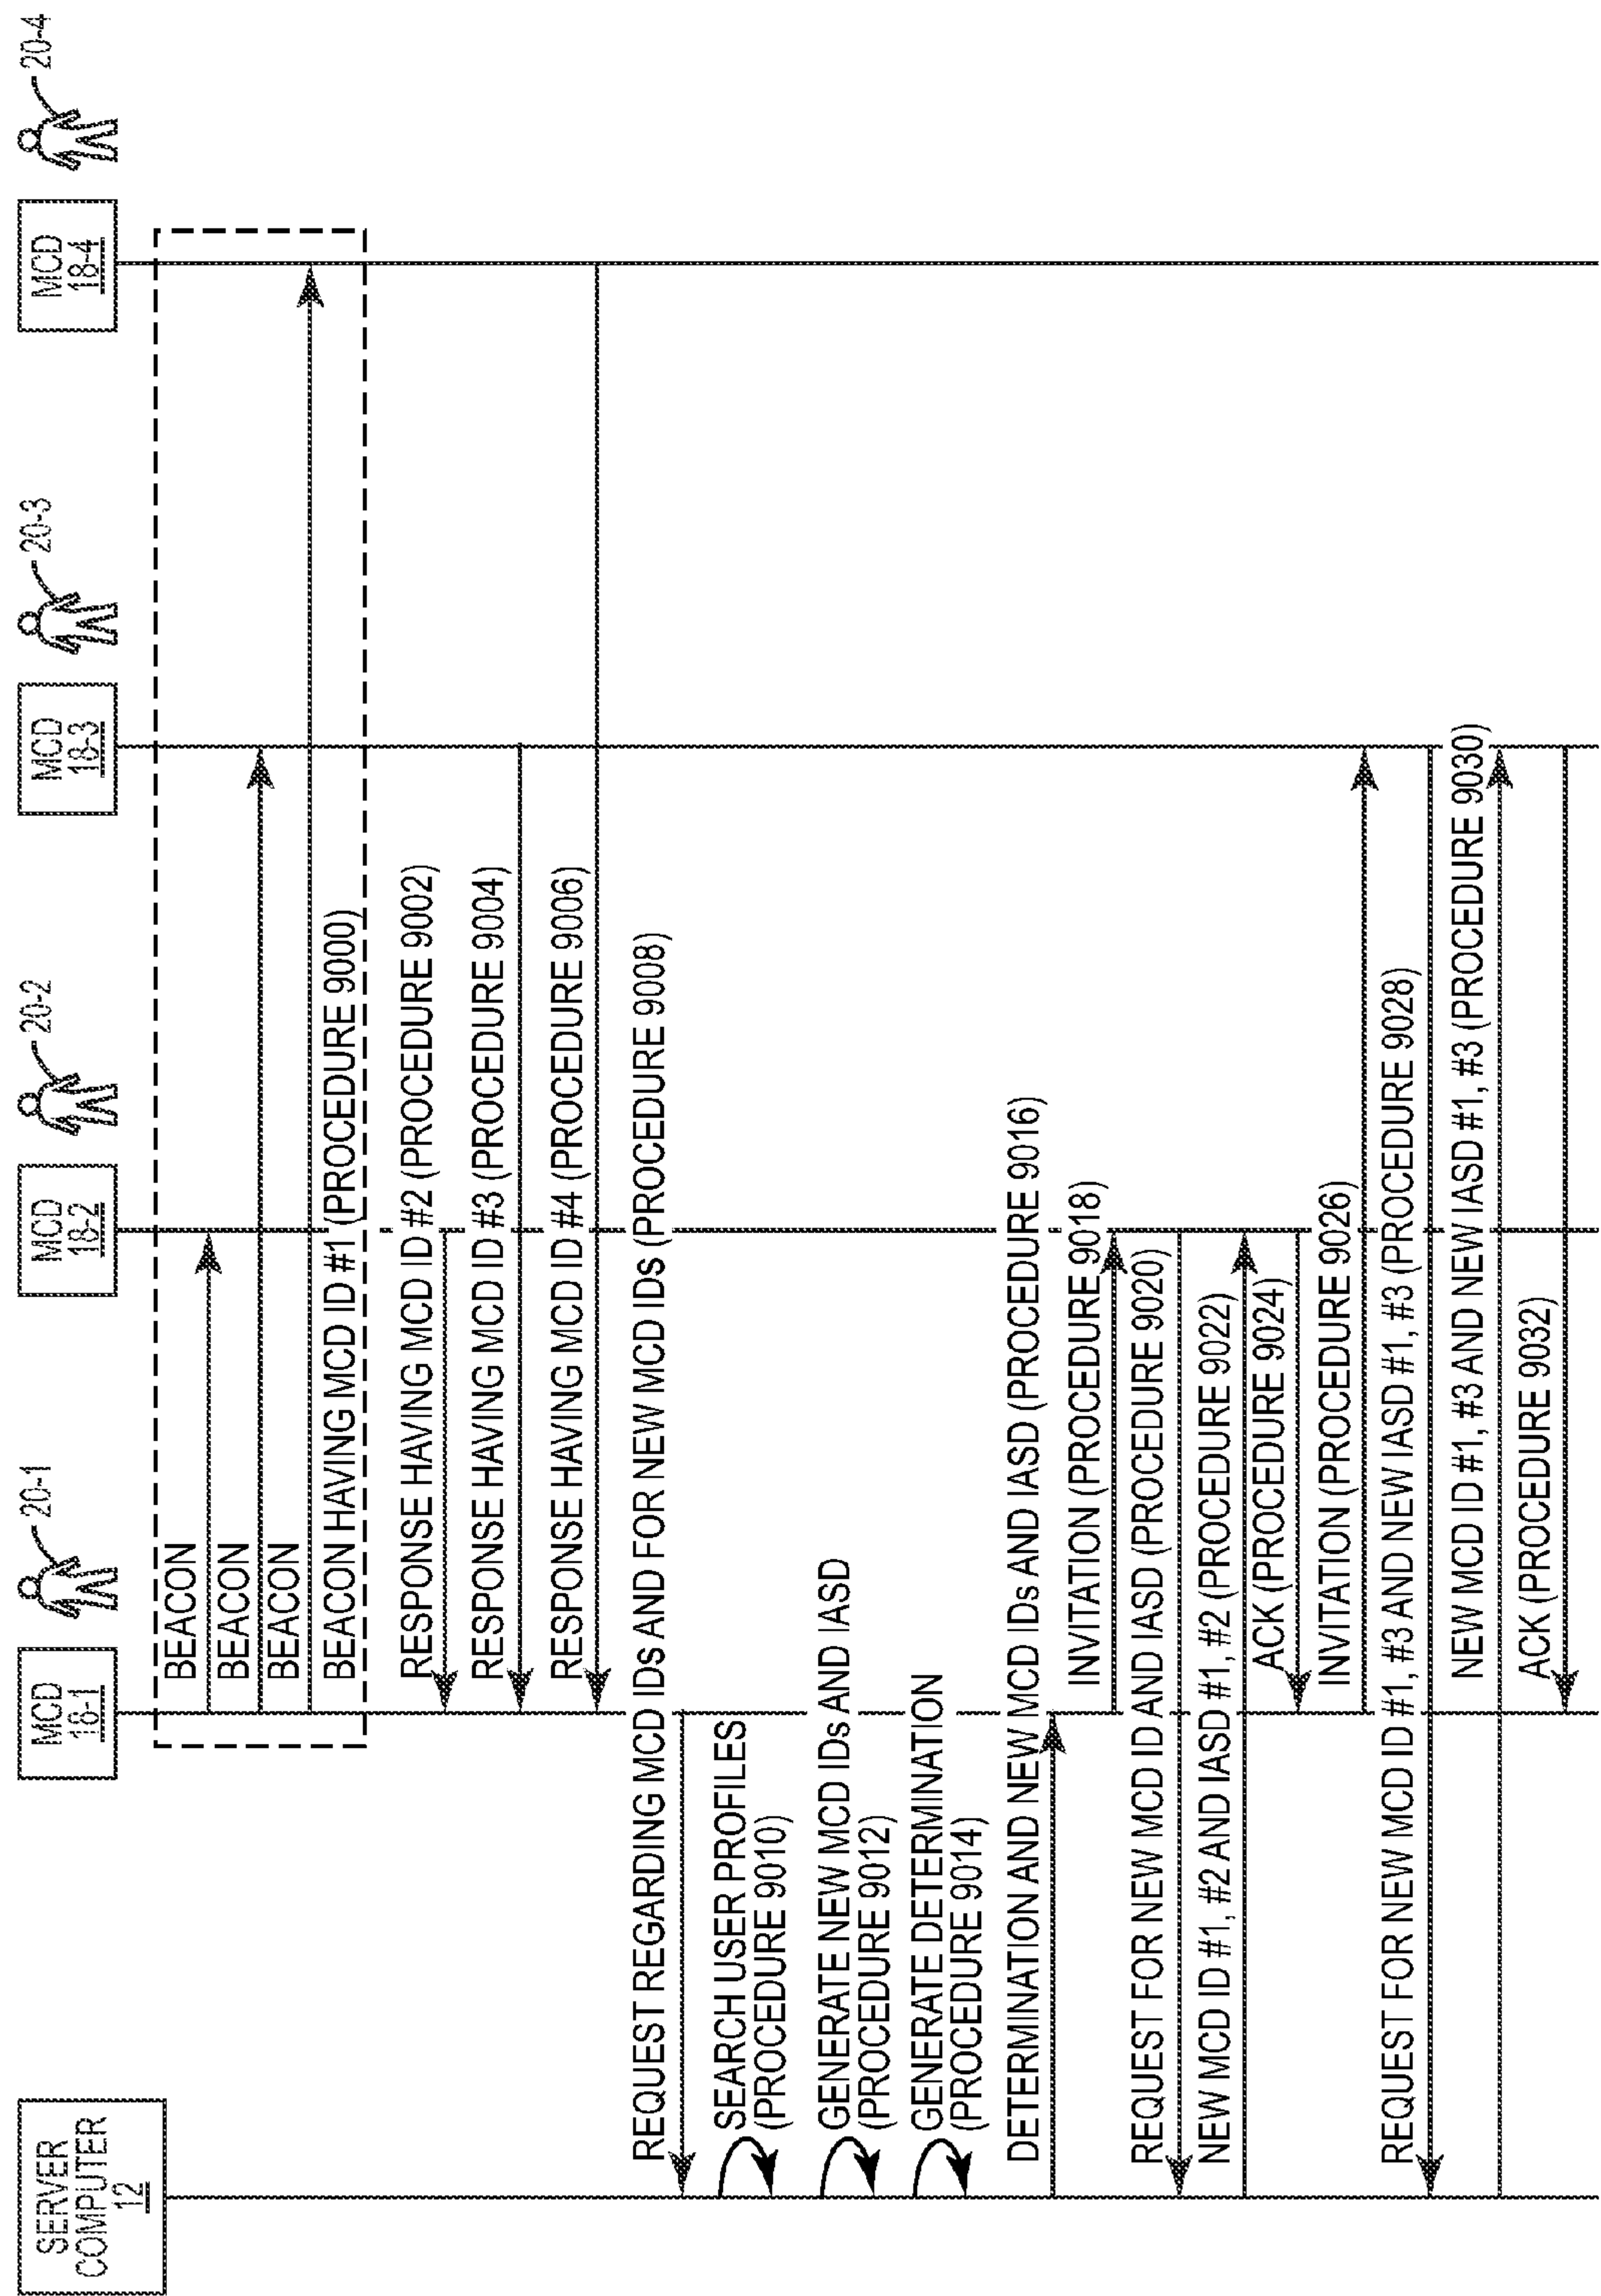 SERVER
COMPUTER
12
MCD
18-1
20-1
MCD
18-2
20-2
MCD
18-3
20-3
MCD
18-4
20-4
BEACON
BEACON
BEACON
BEACON HAVING MCD ID #1 (PROCEDURE 9000)
RESPONSE HAVING MCD ID #2 (PROCEDURE 9002)
RESPONSE HAVING MCD ID #3 (PROCEDURE 9004)
RESPONSE HAVING MCD ID #4 (PROCEDURE 9006)
REQUEST REGARDING MCD IDs AND FOR NEW MCD IDs (PROCEDURE 9008)
SEARCH USER PROFILES
(PROCEDURE 9010)
GENERATE NEW MCD IDs AND IASD
(PROCEDURE 9012)
GENERATE DETERMINATION
(PROCEDURE 9014)
DETERMINATION AND NEW MCD IDs AND IASD (PROCEDURE 9016)
INVITATION (PROCEDURE 9018)
REQUEST FOR NEW MCD ID AND IASD (PROCEDURE 9020)
NEW MCD ID #1, #2 AND IASD #1, #2 (PROCEDURE 9022)
ACK (PROCEDURE 9024)
INVITATION (PROCEDURE 9026)
REQUEST FOR NEW MCD ID #1, #3 AND NEW IASD #1, #3 (PROCEDURE 9028)
NEW MCD ID #1, #3 AND NEW IASD #1, #3 (PROCEDURE 9030)
ACK (PROCEDURE 9032)